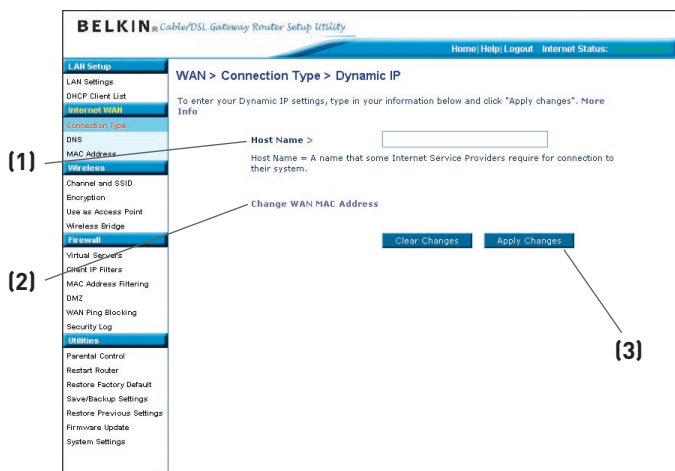 BELKIN® Cable/DSL Gateway Router Setup Utility
Home|Help|Logout Internet Status:
LAN Setup
LAN Settings
DHCP Client List
Internet WAN
Connection Type
DNS
MAC Address
Wireless
Channel and SSID
Encryption
Use as Access Point
Wireless Bridge
Firewall
Virtual Servers
Client IP Filters
MAC Address Filtering
DMZ
WAN Ping Blocking
Security Log
Utilities
Parental Control
Restart Router
Restore Factory Default
Save/Backup Settings
Restore Previous Settings
Firmware Update
System Settings
WAN > Connection Type > Dynamic IP
To enter your Dynamic IP settings, type in your information below and click "Apply changes". More
Info
(1)
Host Name >
Host Name = A name that some Internet Service Providers require for connection to
their system.
(2)
Change WAN MAC Address
Clear Changes
Apply Changes
(3)